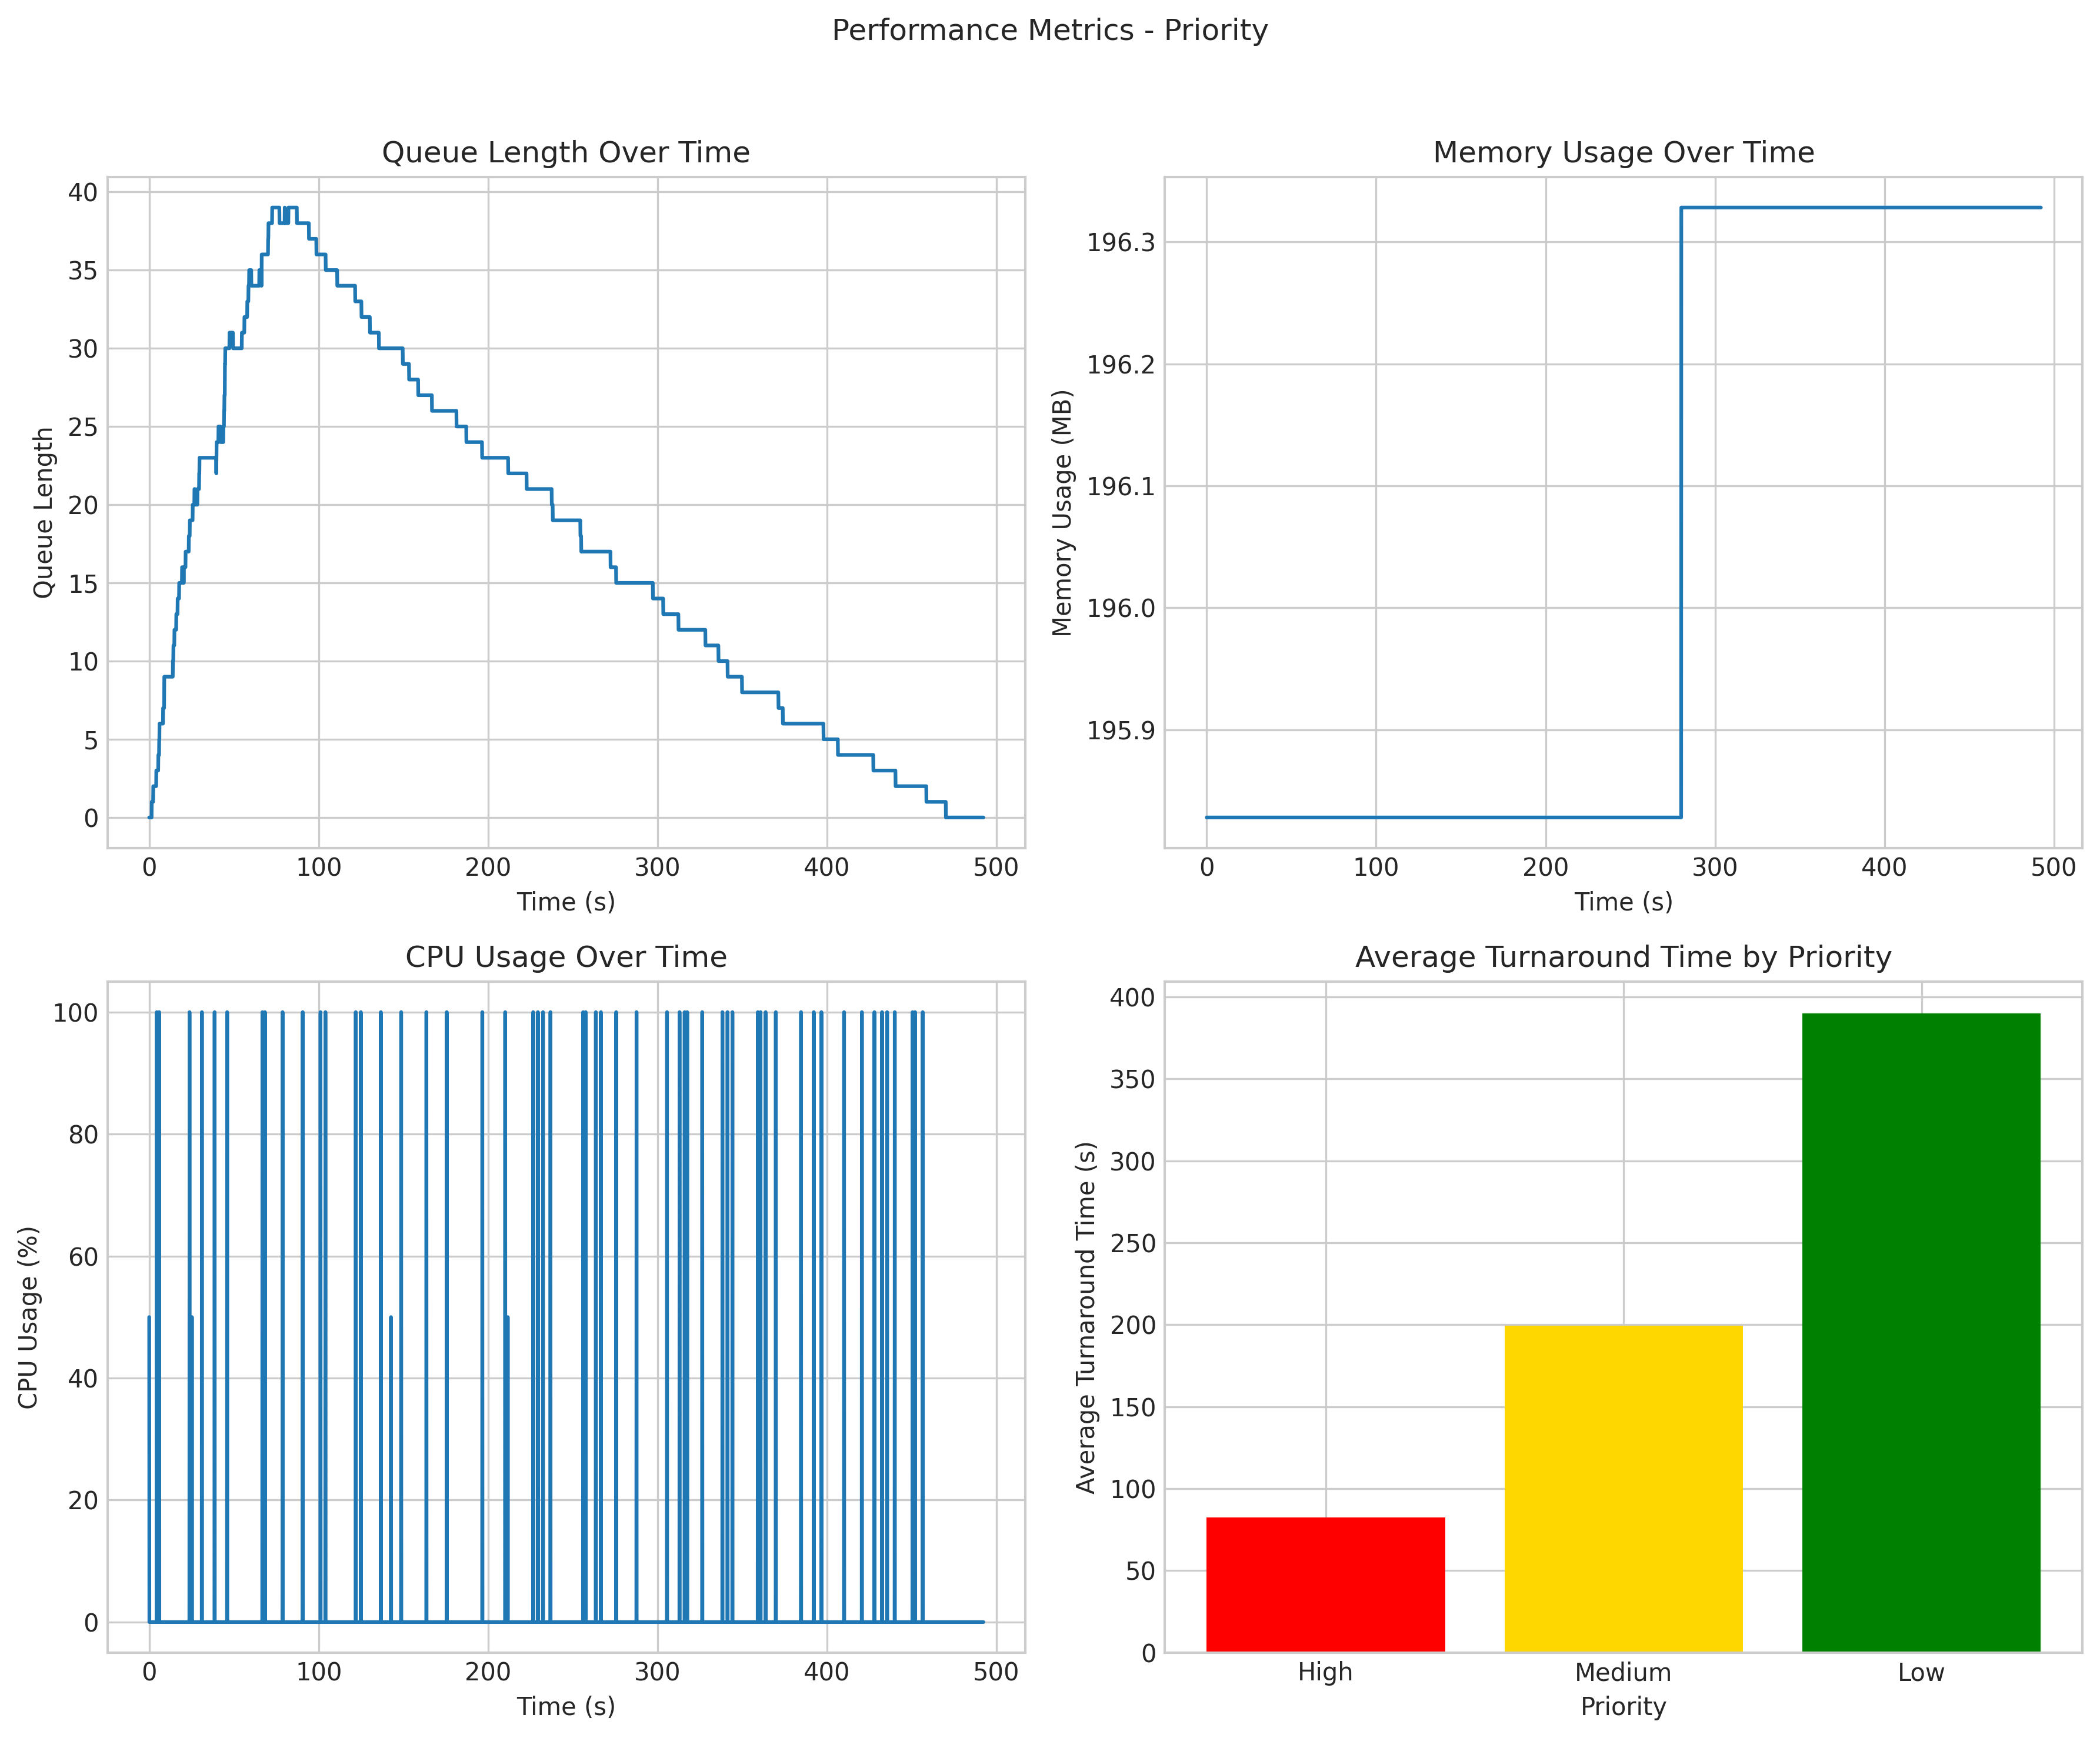 Performance Metrics - Priority
Queue Length Over Time
Queue Length
40
35
30
25
20
15
10
5
0
0 100 200 300 400 500
Time (s)
Memory Usage Over Time
Memory Usage (MB)
196.3
196.2
196.1
196.0
195.9
0 100 200 300 400 500
Time (s)
CPU Usage Over Time
CPU Usage (%)
100
80
60
40
20
0
0 100 200 300 400 500
Time (s)
Average Turnaround Time by Priority
Average Turnaround Time (s)
400
350
300
250
200
150
100
50
0
High Medium Low
Priority